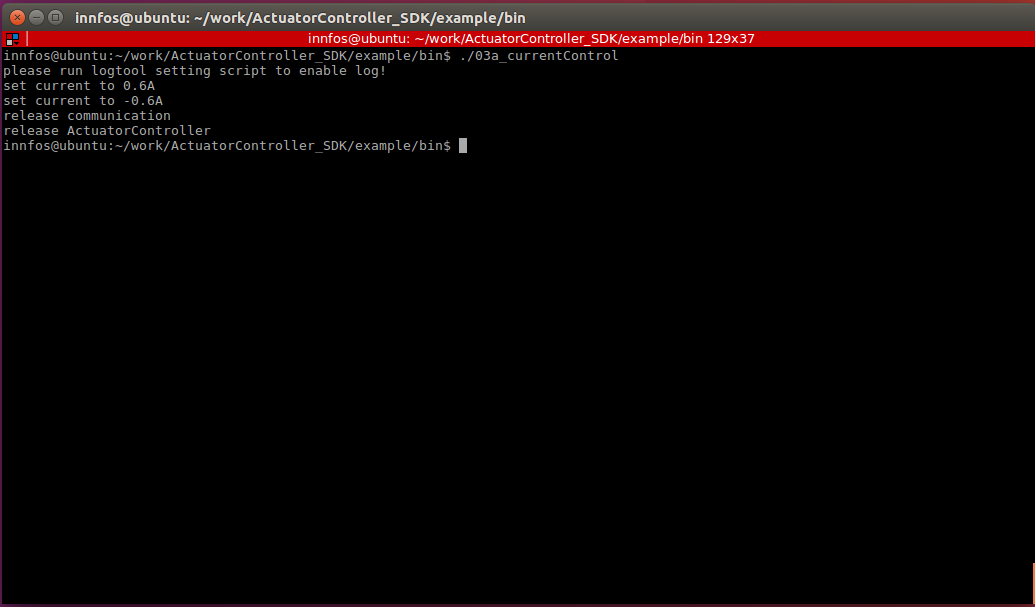 innfos@ubuntu: ~/work/ActuatorController_SDK/example/bin
innfos@ubuntu: ~/work/ActuatorController_SDK/example/bin 129x37
innfos@ubuntu:~/work/ActuatorController_SDK/example/bin$ ./03a_currentControl
please run logtool setting script to enable log!
set current to 0.6A
set current to -0.6A
release communication
release ActuatorController
innfos@ubuntu:~/work/ActuatorController_SDK/example/bin$